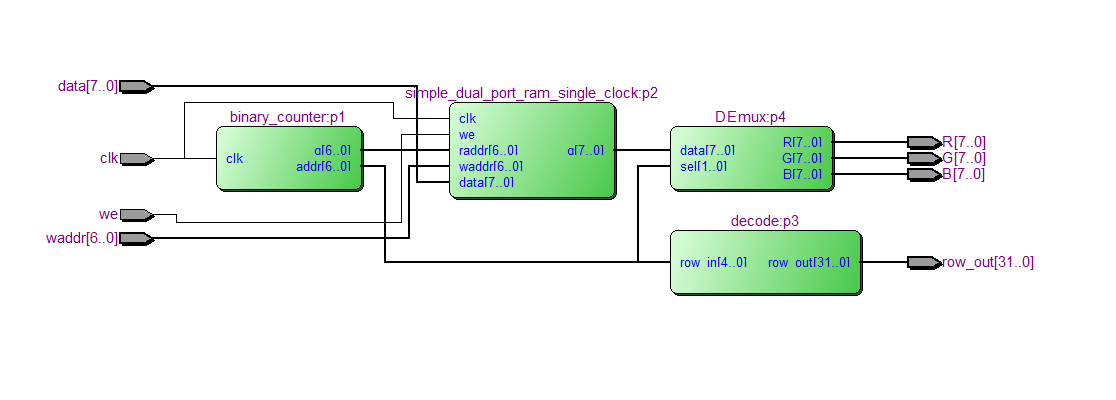 data[7..0]
clk
we
waddr[6..0]
binary_counter:p1
clk
q[6..0]
addr[6..0]
simple_dual_port_ram_single_clock:p2
clk
we
raddr[6..0]
waddr[6..0]
data[7..0]
q[7..0]
DEmux:p4
data[7..0]
sel[1..0]
R[7..0]
G[7..0]
B[7..0]
decode:p3
row_in[4..0]
row_out[31..0]
R[7..0]
G[7..0]
B[7..0]
row_out[31..0]